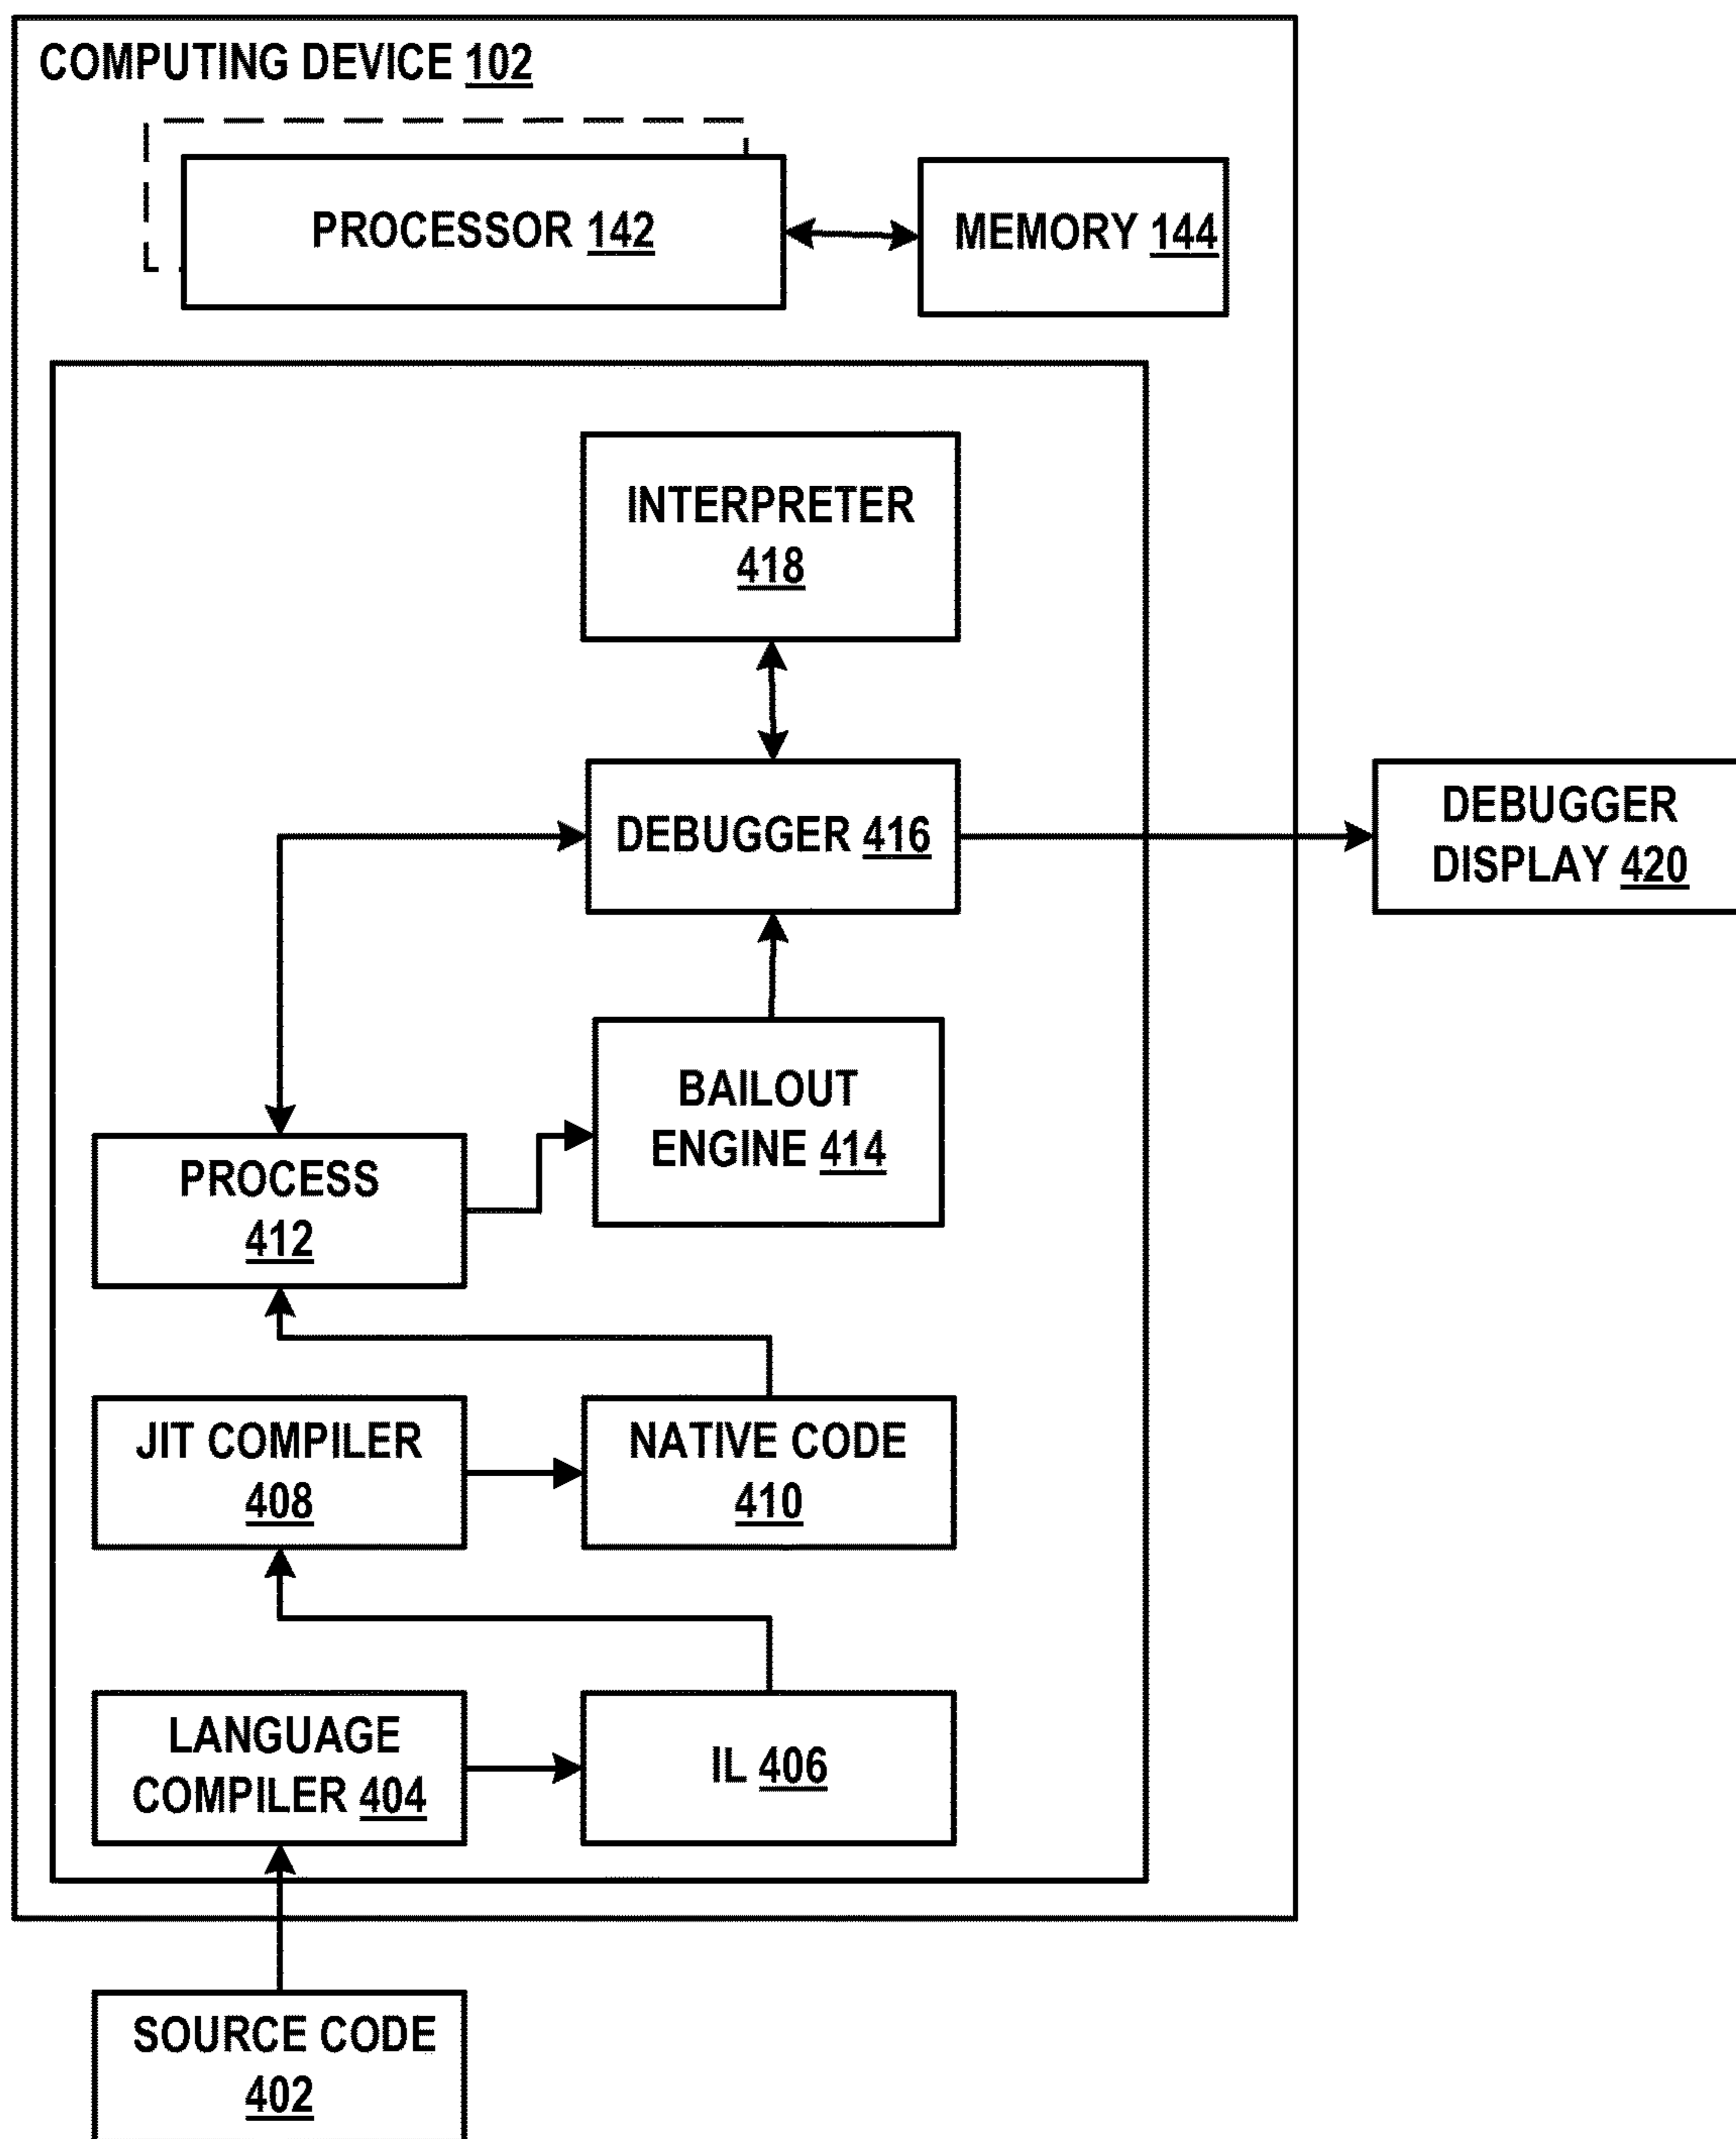 COMPUTING DEVICE 102
PROCESSOR 142
MEMORY 144
INTERPRETER
418
DEBUGGER 416
DEBUGGER
DISPLAY 420
BAILOUT
ENGINE 414
PROCESS
412
JIT COMPILER
408
NATIVE CODE
410
LANGUAGE
COMPILER 404
IL 406
SOURCE CODE
402